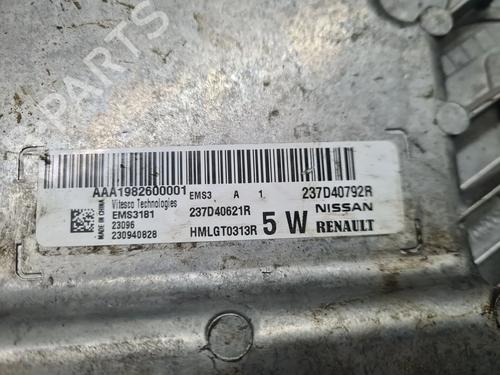 PARTS
AAA1982600001 EMS3 A 1 237D40792R
MADE IN CHINA
Vitesco Technologies 237D40621R NISSAN
EMS3181
23096 HMLGT0313R 5 W RENAULT
230940828